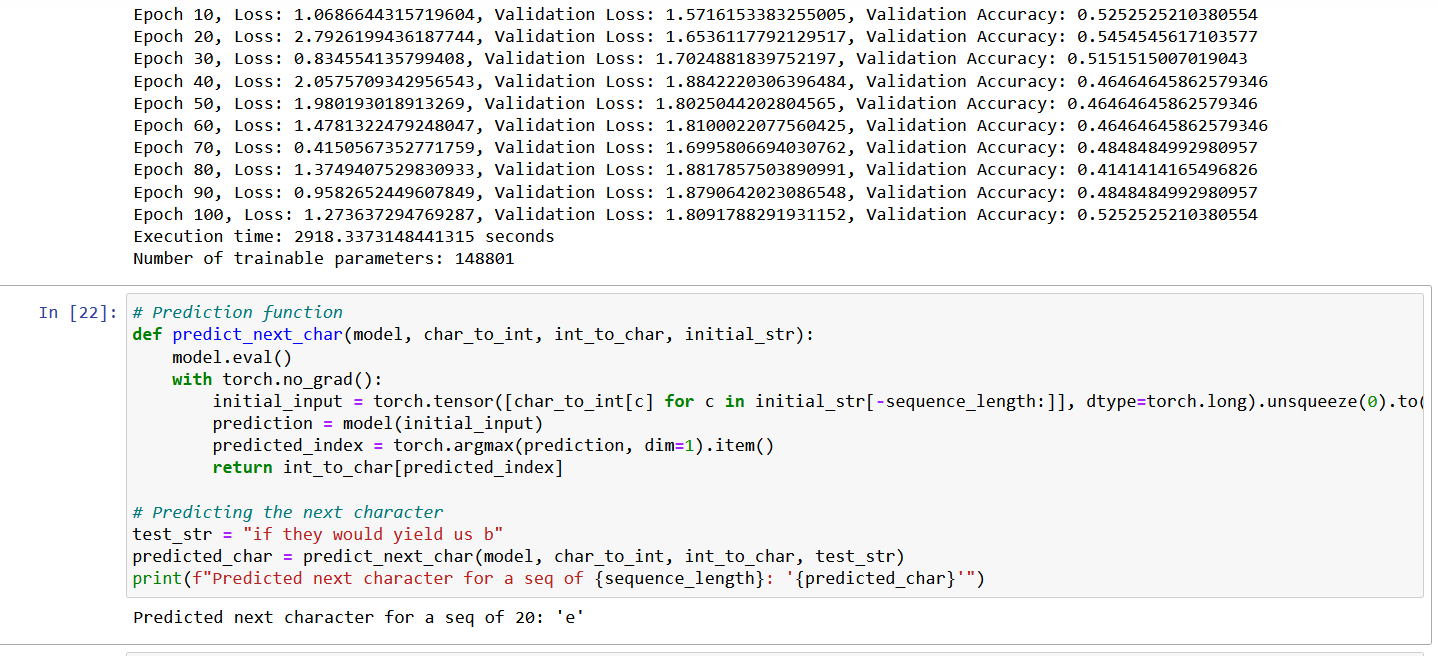 Epoch 10, Loss: 1.0686644315719604, Validation Loss: 1.5716153383255005, Validation Accuracy: 0.5252525210380554
Epoch 20, Loss: 2.7926199436187744, Validation Loss: 1.6536117792129517, Validation Accuracy: 0.5454545617103577
Epoch 30, Loss: 0.834554135799408, Validation Loss: 1.7024881839752197, Validation Accuracy: 0.5151515007019043
Epoch 40, Loss: 2.0575709342956543, Validation Loss: 1.8842220306396484, Validation Accuracy: 0.46464645862579346
Epoch 50, Loss: 1.980193018913269, Validation Loss: 1.8025044202804565, Validation Accuracy: 0.46464645862579346
Epoch 60, Loss: 1.4781322479248047, Validation Loss: 1.8100022077560425, Validation Accuracy: 0.46464645862579346
Epoch 70, Loss: 0.4150567352771759, Validation Loss: 1.6995806694030762, Validation Accuracy: 0.4848484992980957
Epoch 80, Loss: 1.3749407529830933, Validation Loss: 1.8817857503890991, Validation Accuracy: 0.4141414165496826
Epoch 90, Loss: 0.9582652449607849, Validation Loss: 1.8790642023086548, Validation Accuracy: 0.4848484992980957
Epoch 100, Loss: 1.273637294769287, Validation Loss: 1.8091788291931152, Validation Accuracy: 0.5252525210380554
Execution time: 2918.3373148441315 seconds
Number of trainable parameters: 148801
In [22]: # Prediction function
def predict_next_char(model, char_to_int, int_to_char, initial_str):
    model.eval()
    with torch.no_grad():
        initial_input = torch.tensor([char_to_int[c] for c in initial_str[-sequence_length:]], dtype=torch.long).unsqueeze(0).to(
        prediction = model(initial_input)
        predicted_index = torch.argmax(prediction, dim=1).item()
        return int_to_char[predicted_index]
# Predicting the next character
test_str = "if they would yield us b"
predicted_char = predict_next_char(model, char_to_int, int_to_char, test_str)
print(f"Predicted next character for a seq of {sequence_length}: '{predicted_char}'")
Predicted next character for a seq of 20: 'e'